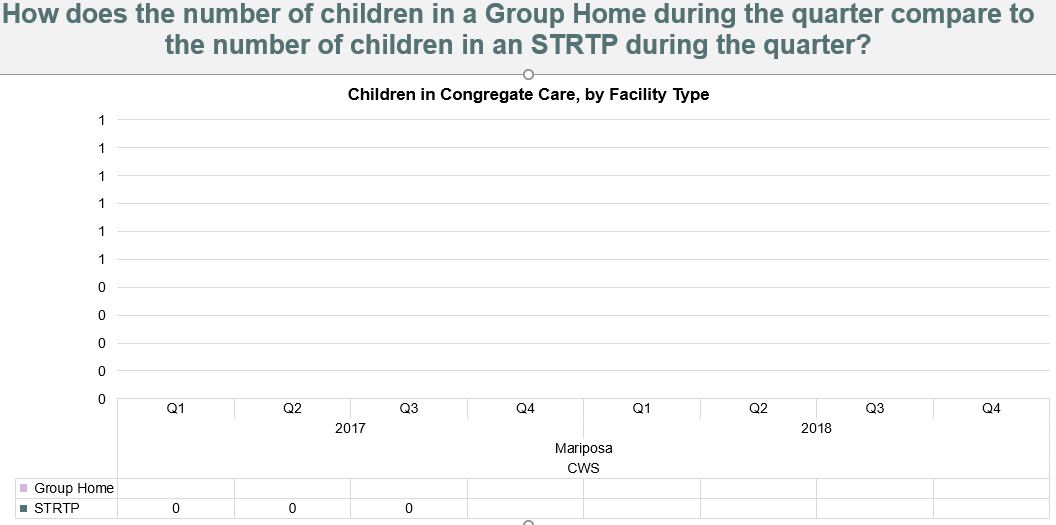 How does the number of children in a Group Home during the quarter compare to
the number of children in an STRTP during the quarter?
Children in Congregate Care, by Facility Type
1
1
1
1
1
1
0
0
0
0
0
Q1 Q2 Q3 Q4 Q1 Q2 Q3 Q4
2017 2018
Mariposa
CWS
Group Home
STRTP 0 0 0